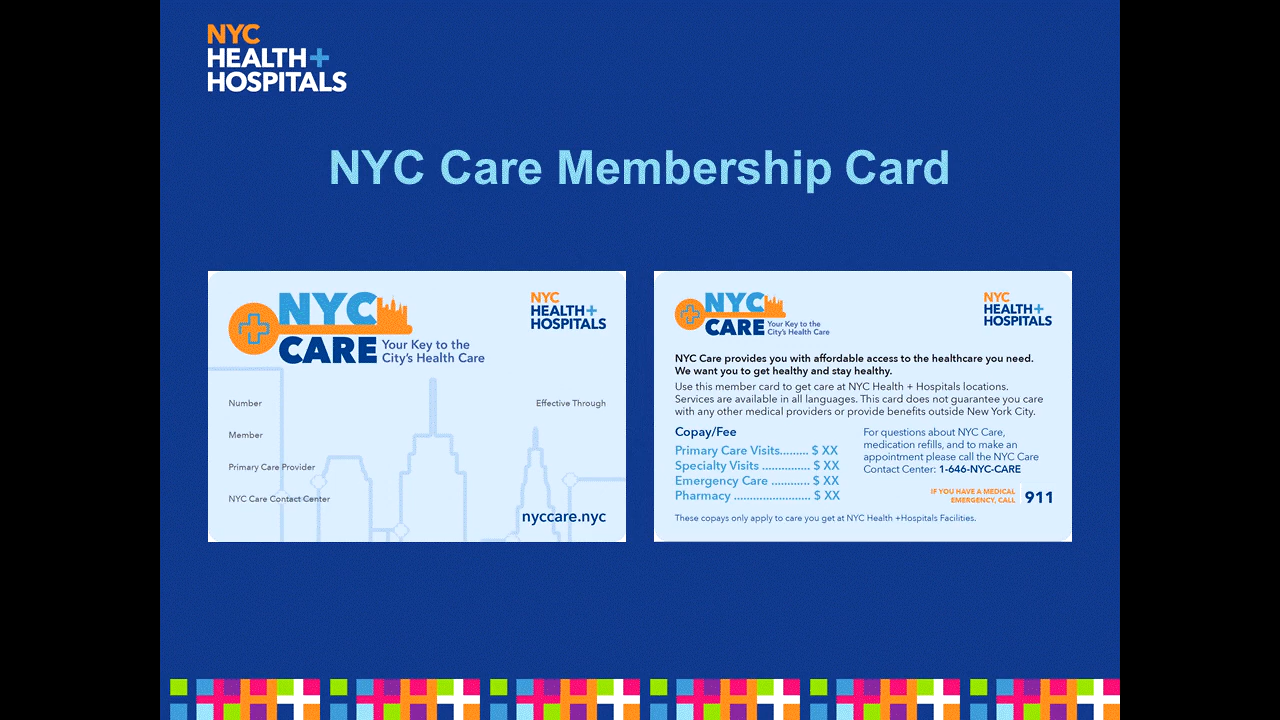 NYC
HEALTH+
HOSPITALS
NYC Care Membership Card
NYC
CARE
Your Key to the
City's Health Care
NYC
HEALTH+
HOSPITALS
Number
Effective Through
Member
Primary Care Provider
NYC Care Contact Center
nyccare.nyc
NYC
CARE
Your Key to the
City's Health Care
NYC
HEALTH+
HOSPITALS
NYC Care provides you with affordable access to the healthcare you need.
We want you to get healthy and stay healthy.
Use this member card to get care at NYC Health + Hospitals locations.
Services are available in all languages. This card does not guarantee you care
with any other medical providers or provide benefits outside New York City.
Copay/Fee
Primary Care Visits......... $ XX
Specialty Visits ............... $ XX
Emergency Care ............ $ XX
Pharmacy ........................ $ XX
For questions about NYC Care,
medication refills, and to make an
appointment please call the NYC Care
Contact Center: 1-646-NYC-CARE
IF YOU HAVE A MEDICAL
EMERGENCY, CALL
911
These copays only apply to care you get at NYC Health +Hospitals Facilities.